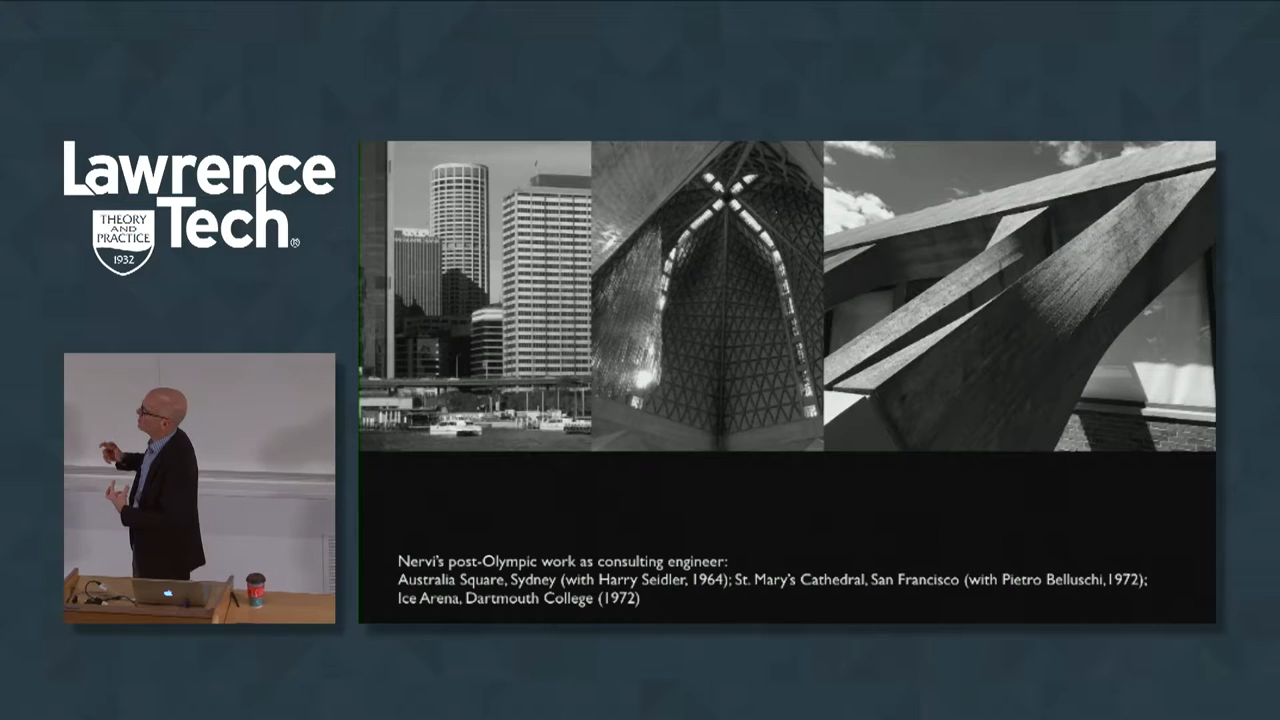 Lawrence
Tech®
THEORY
AND
PRACTICE
1932
Nervi's post-Olympic work as consulting engineer:
Australia Square, Sydney (with Harry Seidler, 1964); St. Mary's Cathedral, San Francisco (with Pietro Belluschi, 1972);
Ice Arena, Dartmouth College (1972)